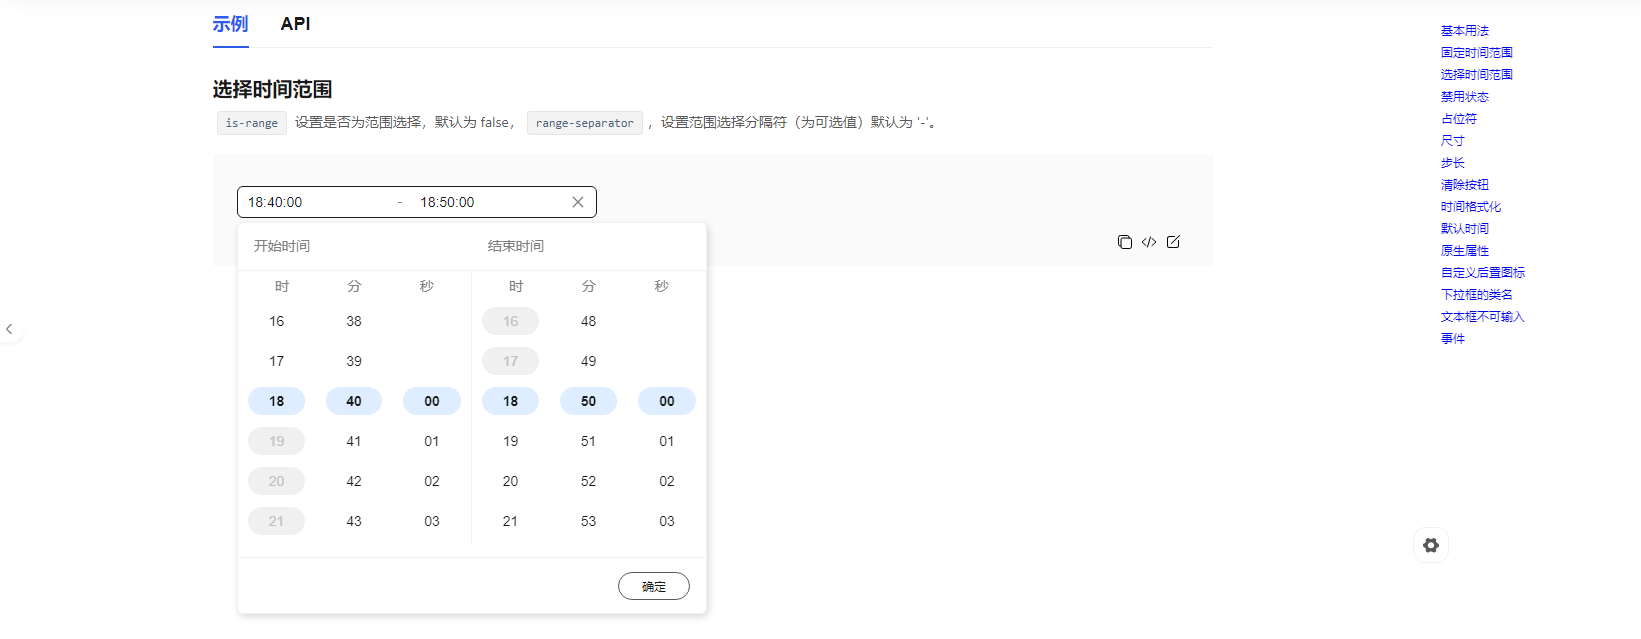 示例 API
选择时间范围
is-range 设置是否为范围选择，默认为 false， range-separator ，设置范围选择分隔符（为可选值）默认为 '-'。
18:40:00 - 18:50:00
开始时间 结束时间
时 分 秒 时 分 秒
16 38 16 48
17 39 17 49
18 40 00 18 50 00
19 41 01 19 51 01
20 42 02 20 52 02
21 43 03 21 53 03
确定
基本用法
固定时间范围
选择时间范围
禁用状态
占位符
尺寸
步长
清除按钮
时间格式化
默认时间
原生属性
自定义后置图标
下拉框的类名
文本框不可输入
事件